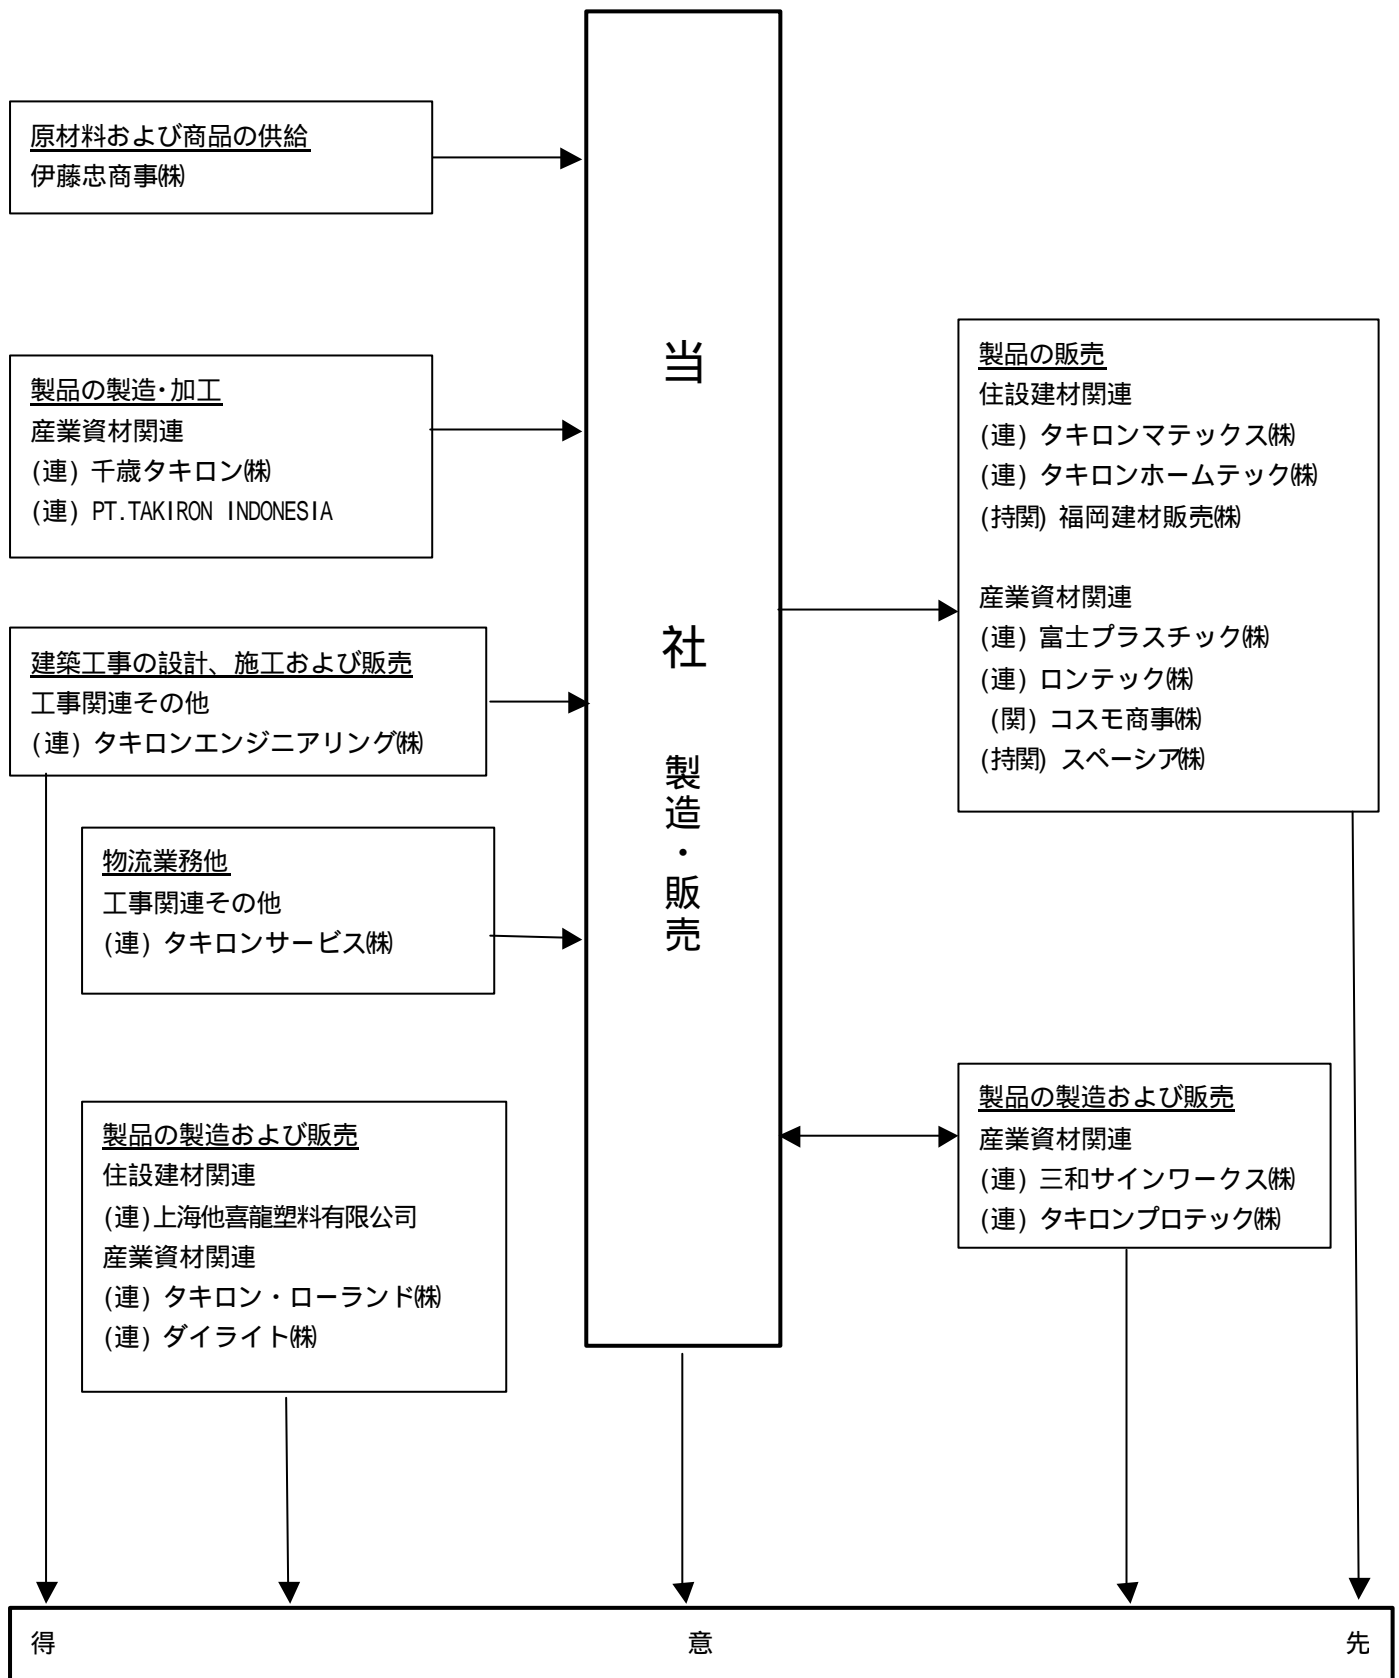 原材料および商品の供給
伊藤忠商事㈱
製品の製造・加工
産業資材関連
(連) 千歳タキロン㈱
(連) PT.TAKIRON INDONESIA
建築工事の設計、施工および販売
工事関連その他
(連) タキロンエンジニアリング㈱
物流業務他
工事関連その他
(連) タキロンサービス㈱
製品の製造および販売
住設建材関連
(連)上海他喜龍塑料有限公司
産業資材関連
(連) タキロン・ローランド㈱
(連) ダイライト㈱
当社
製造・販売
製品の販売
住設建材関連
(連) タキロンマテックス㈱
(連) タキロンホームテック㈱
(持関) 福岡建材販売㈱
産業資材関連
(連) 富士プラスチック㈱
(連) ロンテック㈱
(関) コスモ商事㈱
(持関) スペーシア㈱
製品の製造および販売
産業資材関連
(連) 三和サインワークス㈱
(連) タキロンプロテック㈱
得 意 先